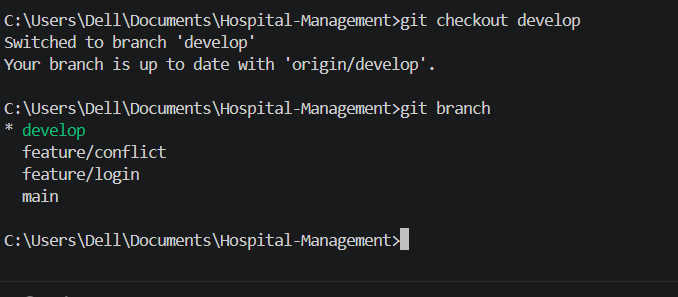 C:\Users\Dell\Documents\Hospital-Management>git checkout develop
Switched to branch 'develop'
Your branch is up to date with 'origin/develop'.
C:\Users\Dell\Documents\Hospital-Management>git branch
* develop
  feature/conflict
  feature/login
  main
C:\Users\Dell\Documents\Hospital-Management>